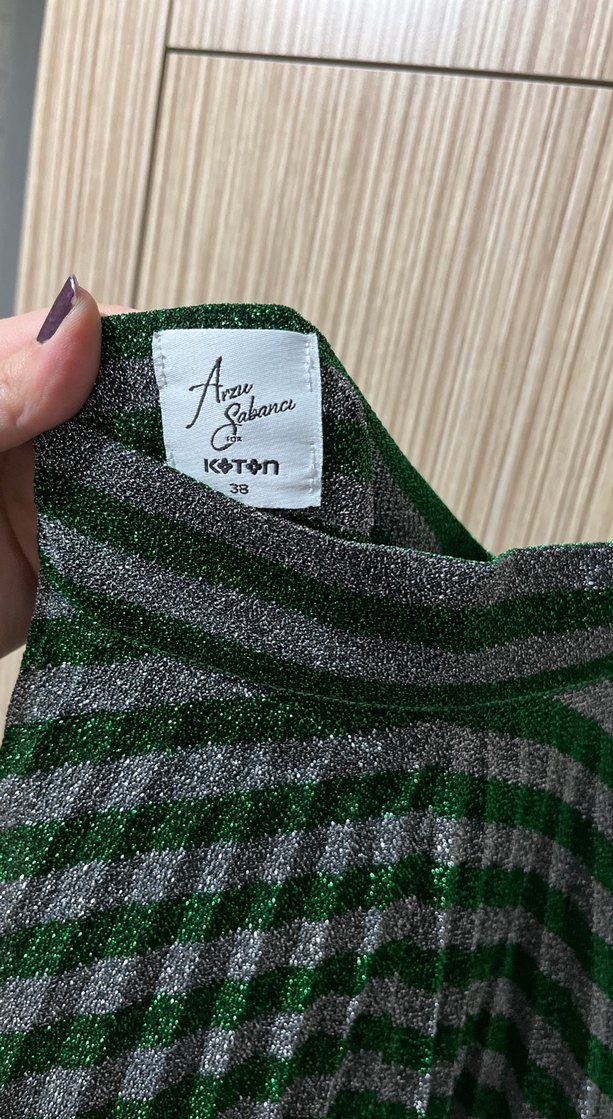 Arzu
Sabancı
FOR
KOTON
38